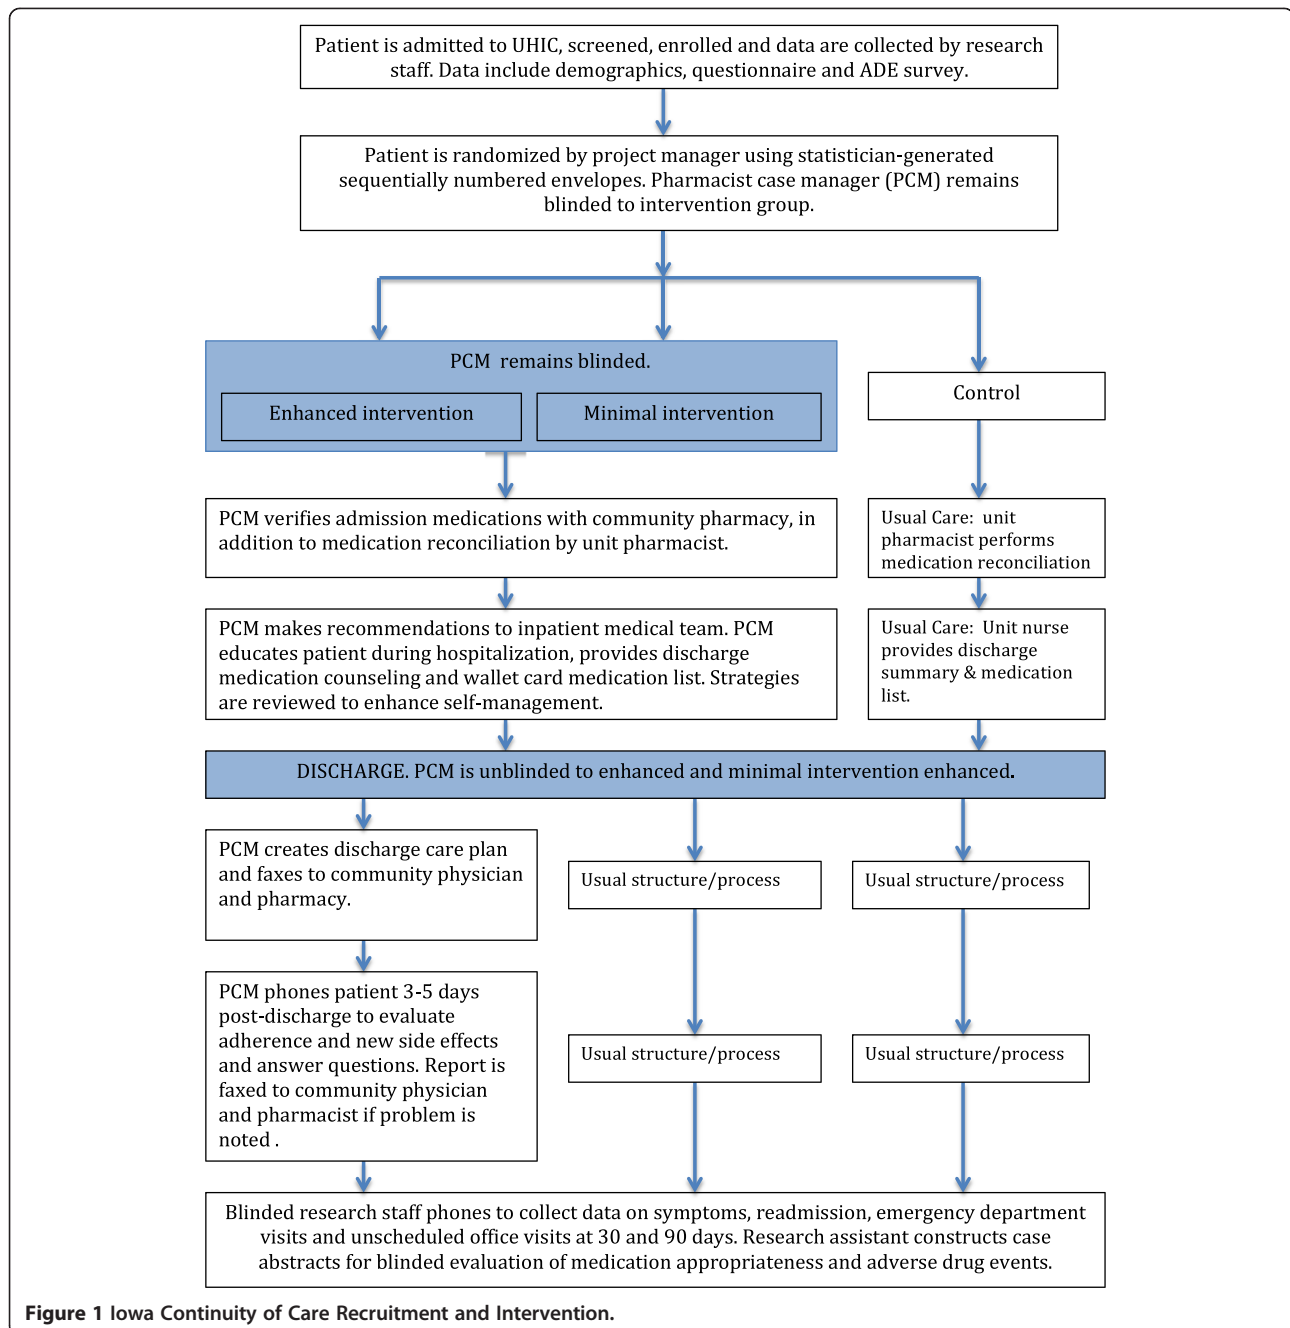 Patient is admitted to UHIC, screened, enrolled and data are collected by research
staff. Data include demographics, questionnaire and ADE survey.
Patient is randomized by project manager using statistician-generated
sequentially numbered envelopes. Pharmacist case manager (PCM) remains
blinded to intervention group.
PCM remains blinded.
Enhanced intervention
Minimal intervention
Control
PCM verifies admission medications with community pharmacy, in
addition to medication reconciliation by unit pharmacist.
Usual Care: unit
pharmacist performs
medication reconciliation
PCM makes recommendations to inpatient medical team. PCM
educates patient during hospitalization, provides discharge
medication counseling and wallet card medication list. Strategies
are reviewed to enhance self-management.
Usual Care: Unit nurse
provides discharge
summary & medication
list.
DISCHARGE. PCM is unblinded to enhanced and minimal intervention enhanced.
PCM creates discharge care plan
and faxes to community physician
and pharmacy.
Usual structure/process
Usual structure/process
PCM phones patient 3-5 days
post-discharge to evaluate
adherence and new side effects
and answer questions. Report is
faxed to community physician
and pharmacist if problem is
noted .
Usual structure/process
Usual structure/process
Blinded research staff phones to collect data on symptoms, readmission, emergency department
visits and unscheduled office visits at 30 and 90 days. Research assistant constructs case
abstracts for blinded evaluation of medication appropriateness and adverse drug events.
Figure 1 Iowa Continuity of Care Recruitment and Intervention.